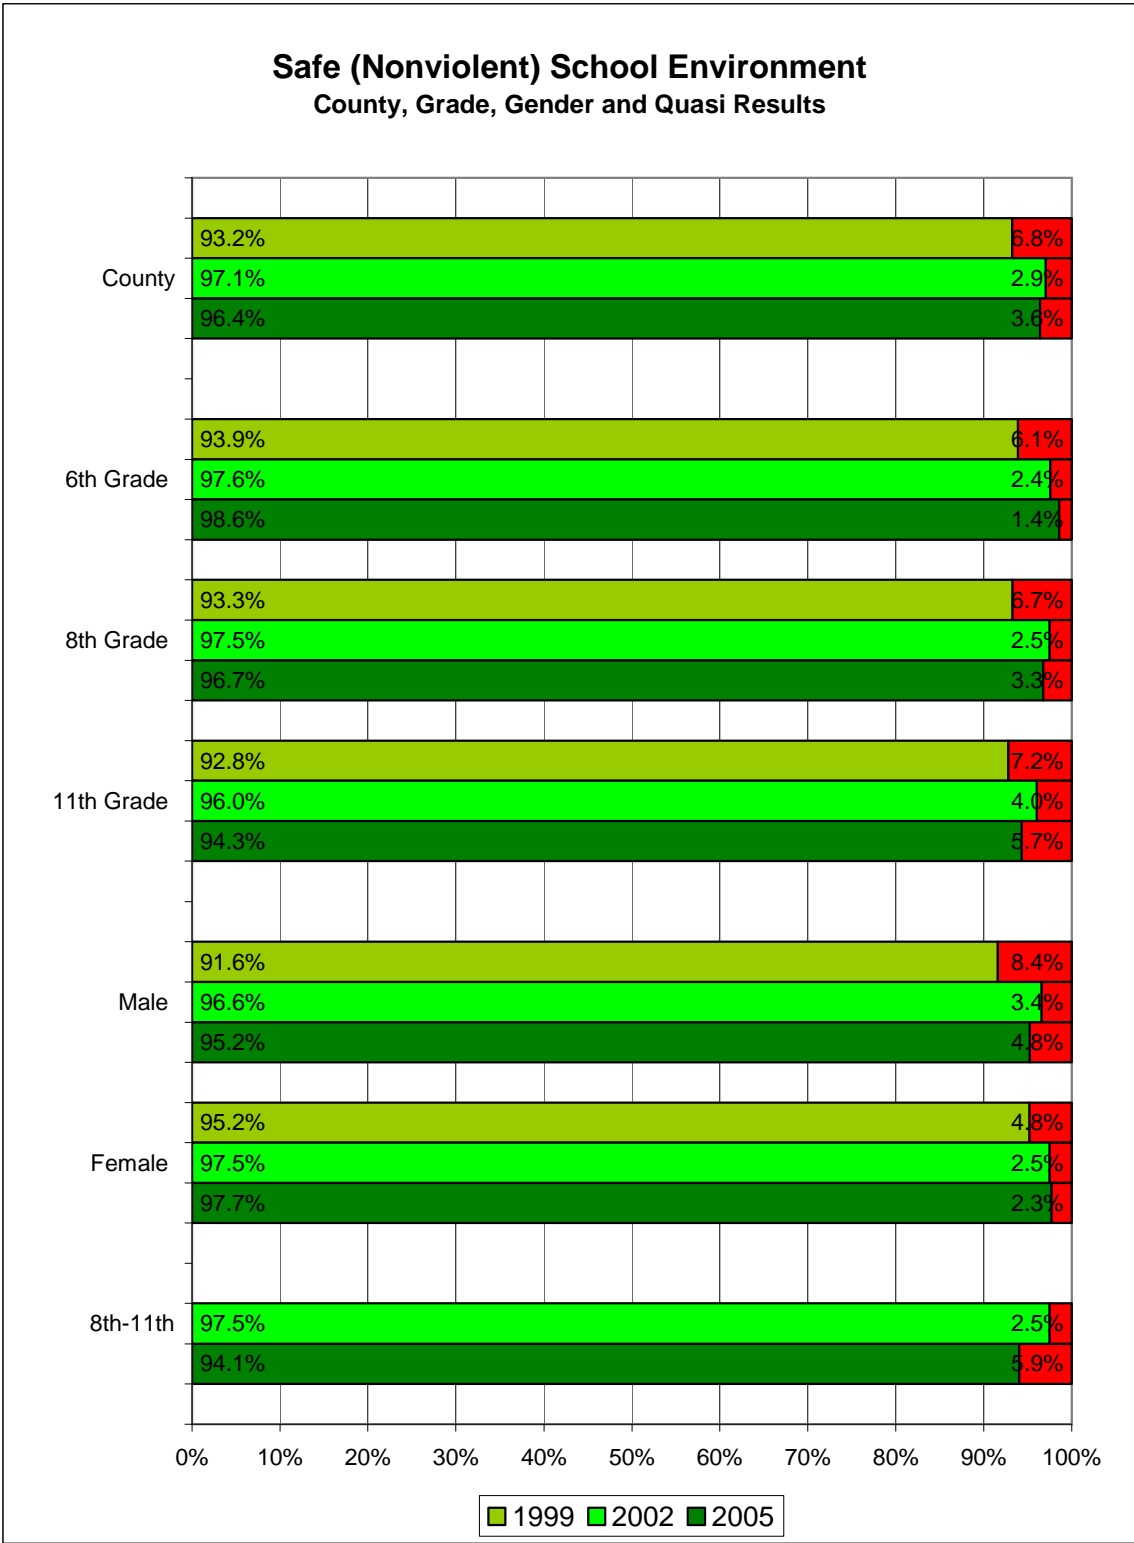 Safe (Nonviolent) School Environment
County, Grade, Gender and Quasi Results
93.2% 6.8%
County 97.1% 2.9%
96.4% 3.6%
93.9% 6.1%
6th Grade 97.6% 2.4%
98.6% 1.4%
93.3% 6.7%
8th Grade 97.5% 2.5%
96.7% 3.3%
92.8% 7.2%
11th Grade 96.0% 4.0%
94.3% 5.7%
91.6% 8.4%
Male 96.6% 3.4%
95.2% 4.8%
95.2% 4.8%
Female 97.5% 2.5%
97.7% 2.3%
8th-11th 97.5% 2.5%
94.1% 5.9%
0% 10% 20% 30% 40% 50% 60% 70% 80% 90% 100%
1999 2002 2005